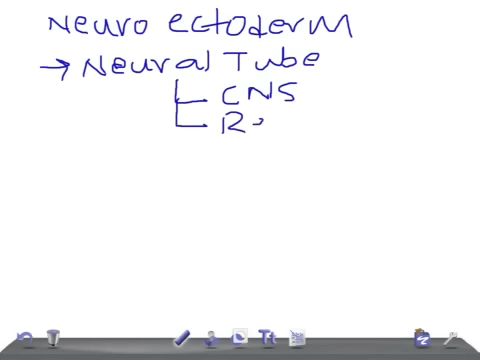 Neuro Ectoderm
→ Neural Tube
CNS
R